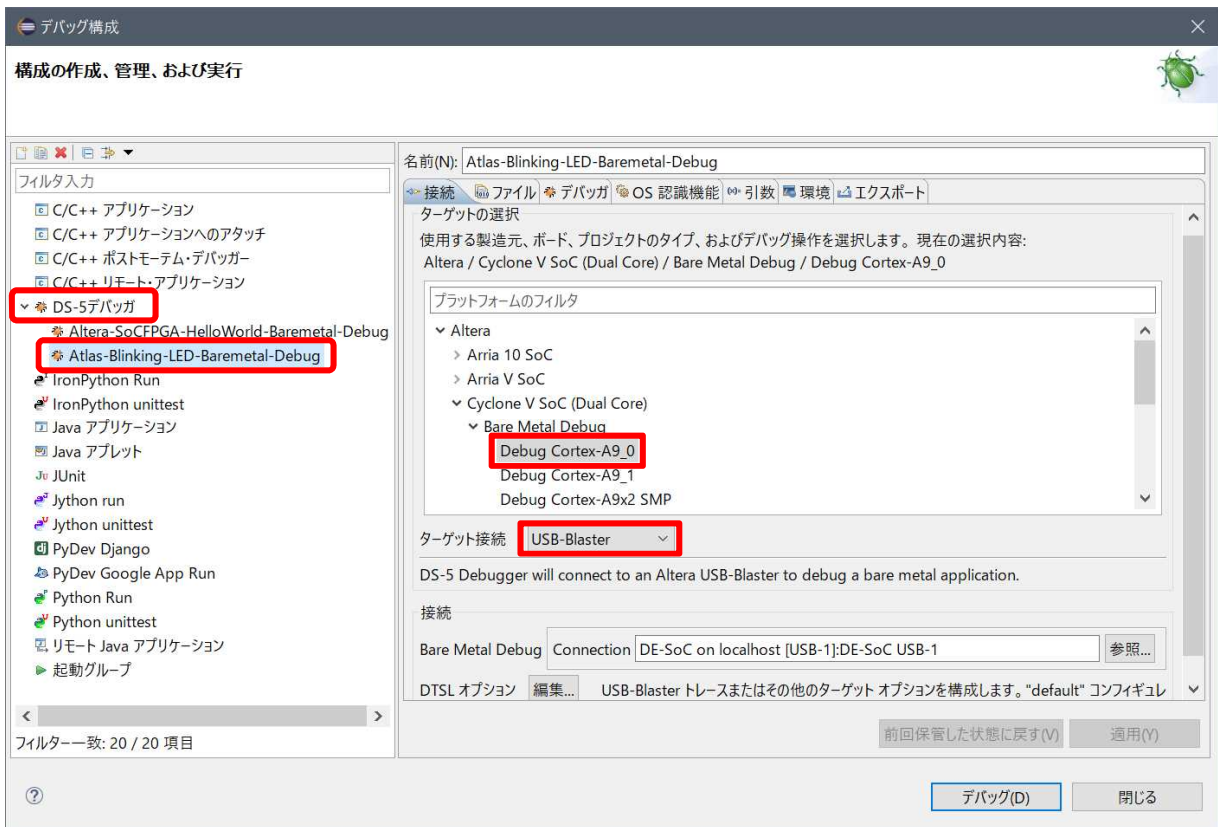 デバッグ構成
構成の作成、管理、および実行
フィルタ入力
C/C++ アプリケーション
C/C++ アプリケーションへのアタッチ
C/C++ ポストモーテム・デバッガー
C/C++ リモート・アプリケーション
DS-5デバッガ
Altera-SoCFPGA-HelloWorld-Baremetal-Debug
Atlas-Blinking-LED-Baremetal-Debug
IronPython Run
IronPython unittest
Java アプリケーション
Java アプレット
JUnit
Jython run
Jython unittest
PyDev Django
PyDev Google App Run
Python Run
Python unittest
リモート Java アプリケーション
起動グループ
フィルター一致: 20 / 20 項目
名前(N): Atlas-Blinking-LED-Baremetal-Debug
接続 ファイル デバッガ OS 認識機能 引数 環境 エクスポート
ターゲットの選択
使用する製造元、ボード、プロジェクトのタイプ、およびデバッグ操作を選択します。現在の選択内容:
Altera / Cyclone V SoC (Dual Core) / Bare Metal Debug / Debug Cortex-A9_0
プラットフォームのフィルタ
Altera
Arria 10 SoC
Arria V SoC
Cyclone V SoC (Dual Core)
Bare Metal Debug
Debug Cortex-A9_0
Debug Cortex-A9_1
Debug Cortex-A9x2 SMP
ターゲット接続 USB-Blaster
DS-5 Debugger will connect to an Altera USB-Blaster to debug a bare metal application.
接続
Bare Metal Debug Connection DE-SoC on localhost [USB-1]:DE-SoC USB-1 参照...
DTSL オプション 編集... USB-Blaster トレースまたはその他のターゲット オプションを構成します。"default" コンフィギュレ
前回保管した状態に戻す(V) 適用(Y)
デバッグ(D) 閉じる